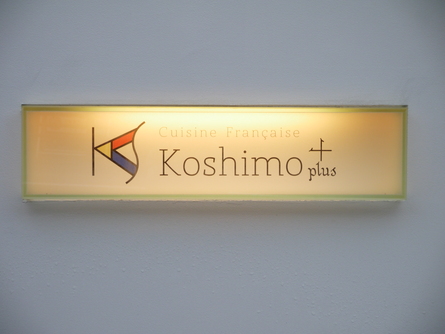 Cuisine Française
Koshimo + plus